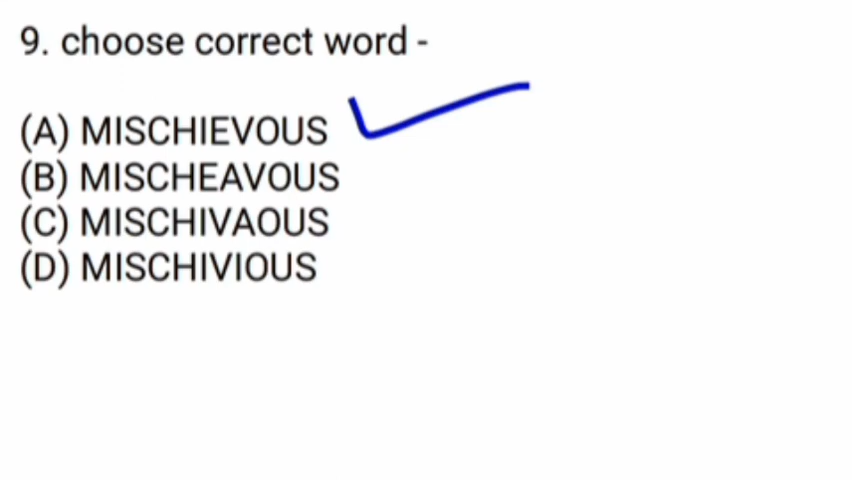 9. choose correct word -
(A) MISCHIEVOUS
(B) MISCHEAVOUS
(C) MISCHIVAOUS
(D) MISCHIVIOUS